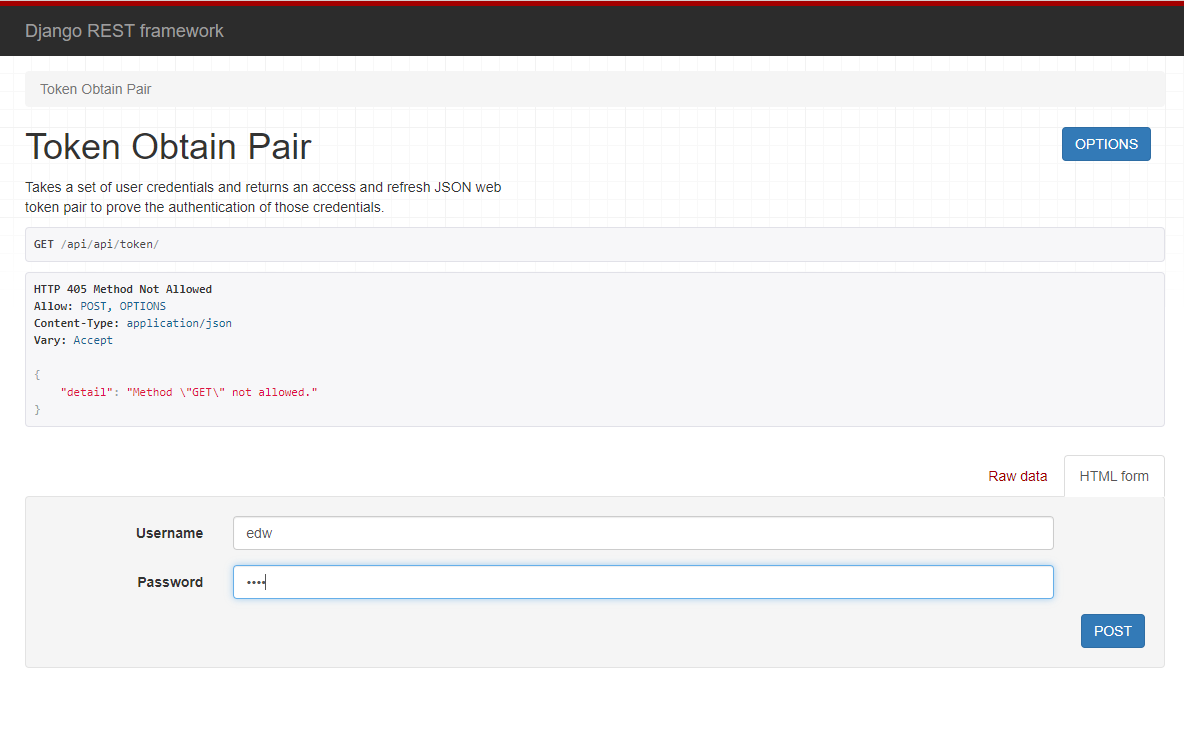 Django REST framework
Token Obtain Pair
Token Obtain Pair
OPTIONS
Takes a set of user credentials and returns an access and refresh JSON web
token pair to prove the authentication of those credentials.
GET /api/api/token/
HTTP 405 Method Not Allowed
Allow: POST, OPTIONS
Content-Type: application/json
Vary: Accept
{
    "detail": "Method \"GET\" not allowed."
}
Raw data
HTML form
Username
edw
Password
••••
POST